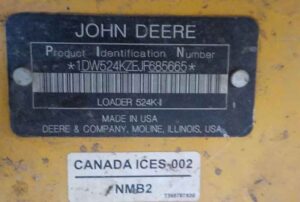 JOHN DEERE
Product Identification Number
*1DW524KZEJF685665*
LOADER 524K-II
MADE IN USA
DEERE & COMPANY, MOLINE, ILLINOIS, USA
CANADA ICES-002
/NMB2